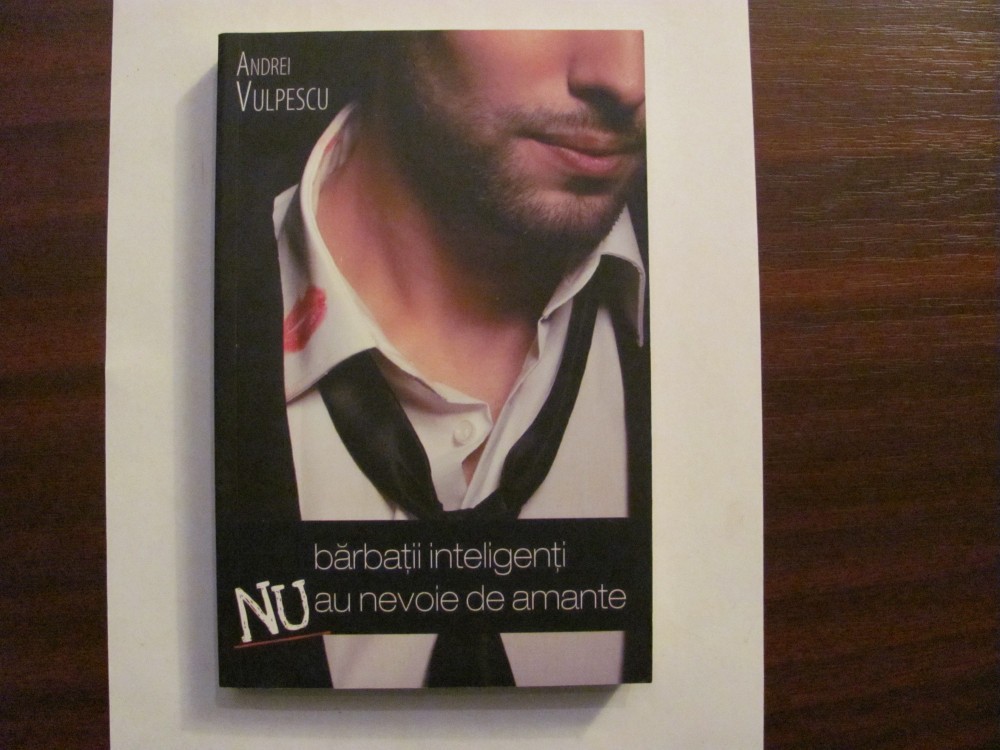 ANDREI
VULPESCU
bărbații inteligenți
NU au nevoie de amante